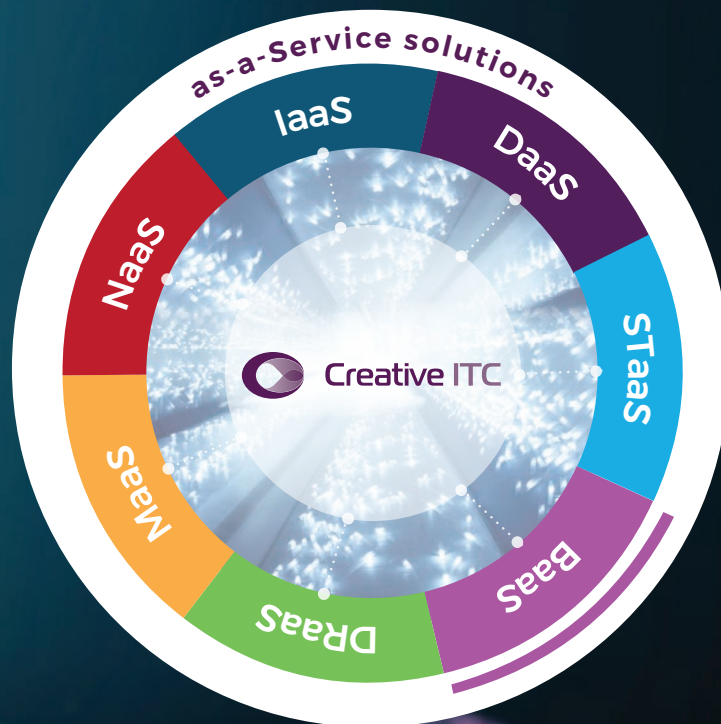 as-a-Service solutions
IaaS
DaaS
STaaS
BaaS
DRaaS
MaaS
NaaS
Creative ITC